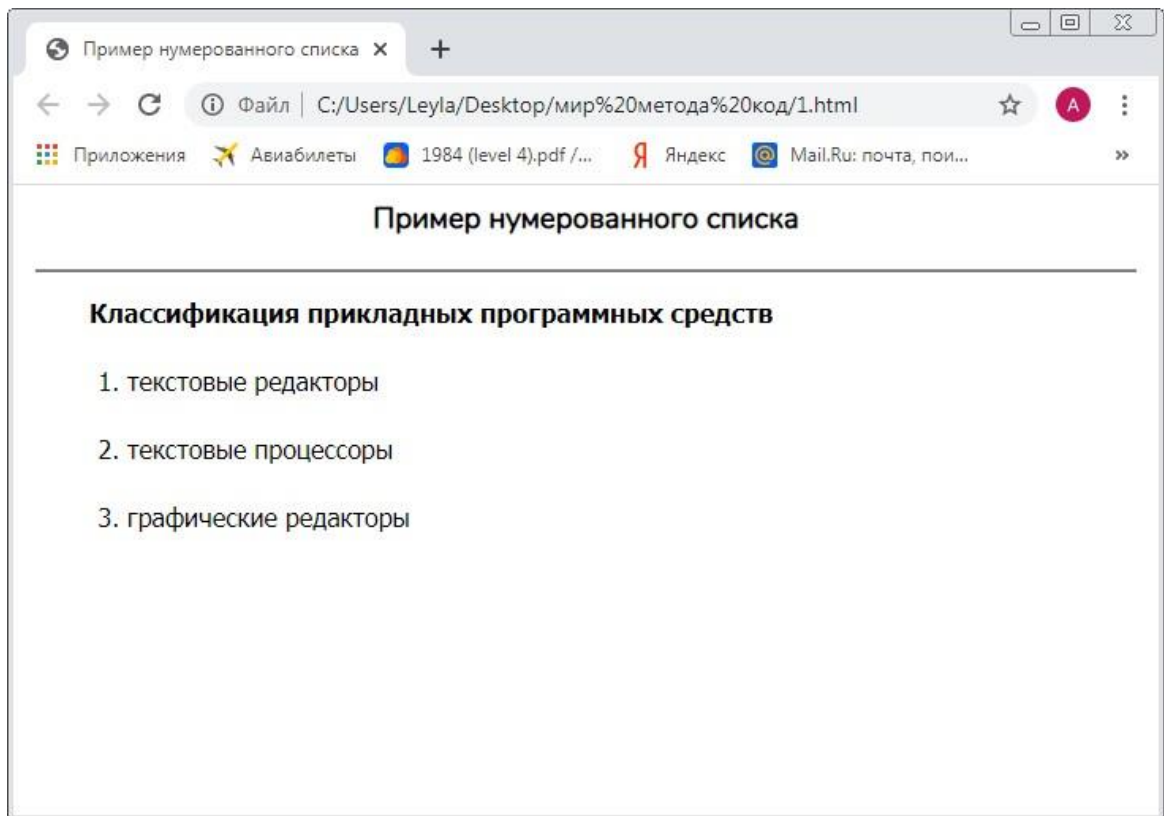 Пример нумерованного списка
Файл | C:/Users/Leyla/Desktop/мир%20метода%20код/1.html A
Приложения Авиабилеты 1984 (level 4).pdf /... Я Яндекс @ Mail.Ru: почта, пои... »
Пример нумерованного списка
Классификация прикладных программных средств
1. текстовые редакторы
2. текстовые процессоры
3. графические редакторы